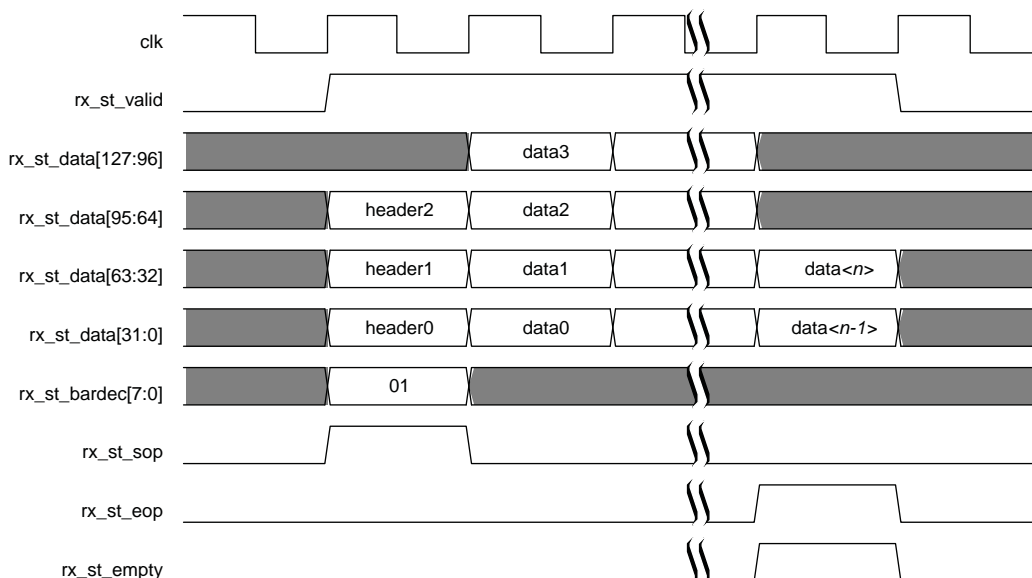 clk
rx_st_valid
rx_st_data[127:96] data3
rx_st_data[95:64] header2 data2
rx_st_data[63:32] header1 data1 data<n>
rx_st_data[31:0] header0 data0 data<n-1>
rx_st_bardec[7:0] 01
rx_st_sop
rx_st_eop
rx_st_empty